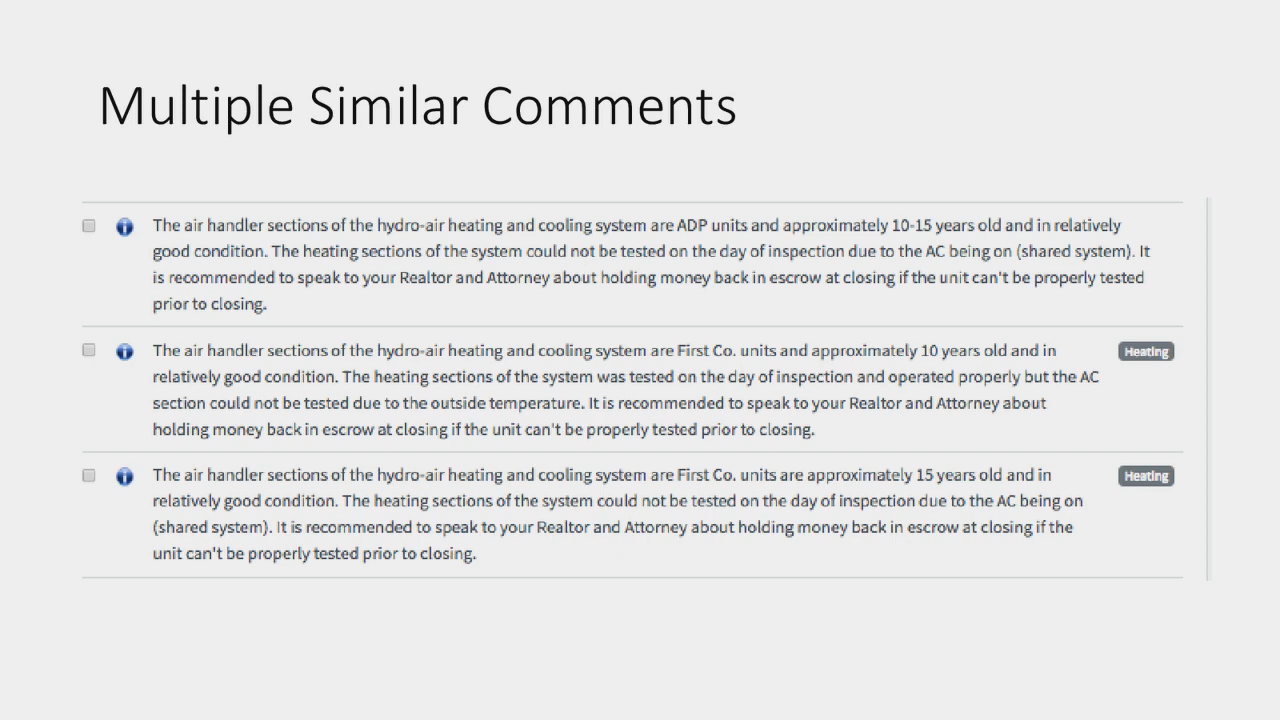 Multiple Similar Comments
The air handler sections of the hydro-air heating and cooling system are ADP units and approximately 10-15 years old and in relatively
good condition. The heating sections of the system could not be tested on the day of inspection due to the AC being on (shared system). It
is recommended to speak to your Realtor and Attorney about holding money back in escrow at closing if the unit can't be properly tested
prior to closing.
The air handler sections of the hydro-air heating and cooling system are First Co. units and approximately 10 years old and in
Heating
relatively good condition. The heating sections of the system was tested on the day of inspection and operated properly but the AC
section could not be tested due to the outside temperature. It is recommended to speak to your Realtor and Attorney about
holding money back in escrow at closing if the unit can't be properly tested prior to closing.
The air handler sections of the hydro-air heating and cooling system are First Co. units are approximately 15 years old and in
Heating
relatively good condition. The heating sections of the system could not be tested on the day of inspection due to the AC being on
(shared system). It is recommended to speak to your Realtor and Attorney about holding money back in escrow at closing if the
unit can't be properly tested prior to closing.